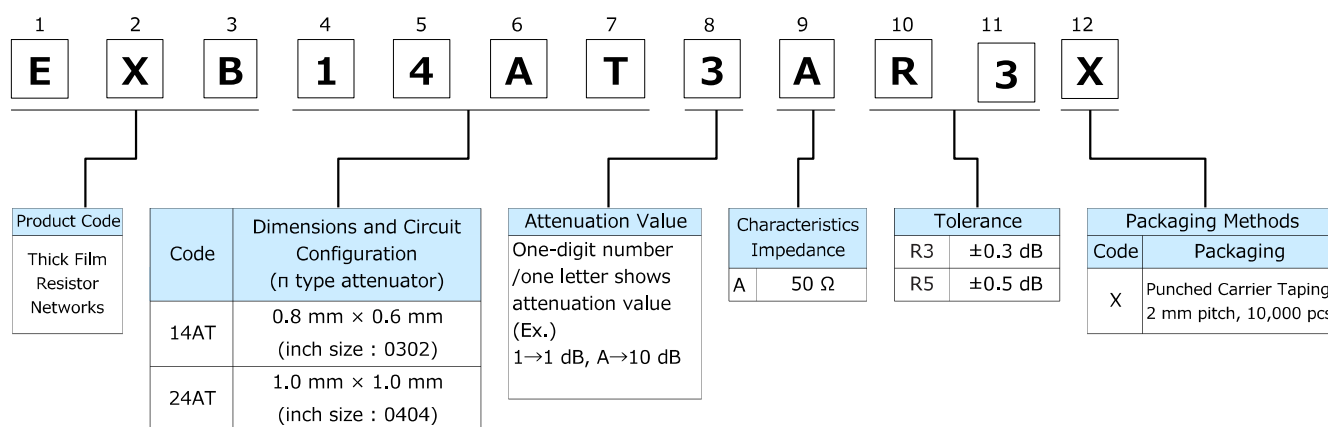 1 2 3 4 5 6 7 8 9 10 11 12
E X B 1 4 A T 3 A R 3 X
Product Code
Thick Film
Resistor
Networks
Code
Dimensions and Circuit
Configuration
(π type attenuator)
14AT
0.8 mm × 0.6 mm
(inch size : 0302)
24AT
1.0 mm × 1.0 mm
(inch size : 0404)
Attenuation Value
One-digit number
/one letter shows
attenuation value
(Ex.)
1→1 dB, A→10 dB
Characteristics
Impedance
A 50 Ω
Tolerance
R3 ±0.3 dB
R5 ±0.5 dB
Packaging Methods
Code Packaging
X
Punched Carrier Taping
2 mm pitch, 10,000 pcs